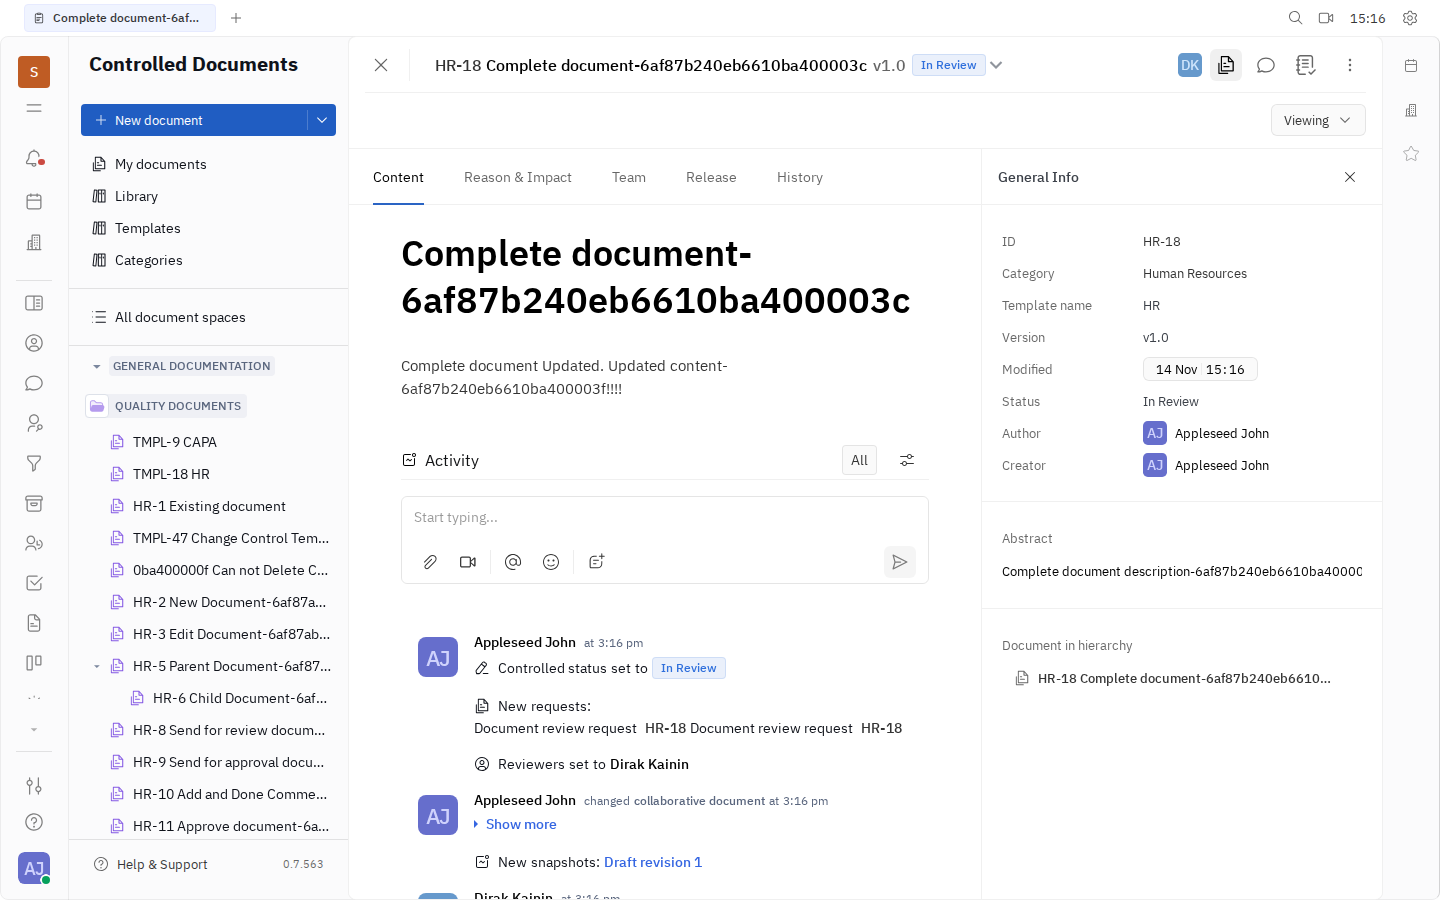 Complete document-6af...
15:16
S
Controlled Documents
New document
My documents
Library
Templates
Categories
All document spaces
GENERAL DOCUMENTATION
QUALITY DOCUMENTS
TMPL-9 CAPA
TMPL-18 HR
HR-1 Existing document
TMPL-47 Change Control Tem...
0ba400000f Can not Delete C...
HR-2 New Document-6af87a...
HR-3 Edit Document-6af87ab...
HR-5 Parent Document-6af87...
HR-6 Child Document-6af...
HR-8 Send for review docum...
HR-9 Send for approval docu...
HR-10 Add and Done Comme...
HR-11 Approve document-6a...
Help & Support 0.7.563
AJ
HR-18 Complete document-6af87b240eb6610ba400003c v1.0 In Review
DK
Viewing
Content Reason & Impact Team Release History
Complete document-
6af87b240eb6610ba400003c
Complete document Updated. Updated content-
6af87b240eb6610ba400003f!!!!
Activity All
Start typing...
AJ
Appleseed John at 3:16 pm
Controlled status set to In Review
New requests:
Document review request HR-18 Document review request HR-18
Reviewers set to Dirak Kainin
AJ
Appleseed John changed collaborative document at 3:16 pm
Show more
New snapshots: Draft revision 1
Dirak Kainin at 3:16 pm
General Info
ID HR-18
Category Human Resources
Template name HR
Version v1.0
Modified 14 Nov 15:16
Status In Review
Author AJ Appleseed John
Creator AJ Appleseed John
Abstract
Complete document description-6af87b240eb6610ba40000
Document in hierarchy
HR-18 Complete document-6af87b240eb6610...